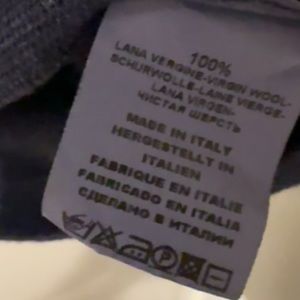 100%
LANA VERGINE-VIRGIN WOOL-
SCHURWOLLE-LAINE VIERGE-
LANA VIRGEN-
ЧИСТАЯ ШЕРСТЬ
MADE IN ITALY
HERGESTELLT IN
ITALIEN
FABRIQUE EN ITALIE
FABRICADO EN ITALIA
СДЕЛАНО В ИТАЛИИ
P